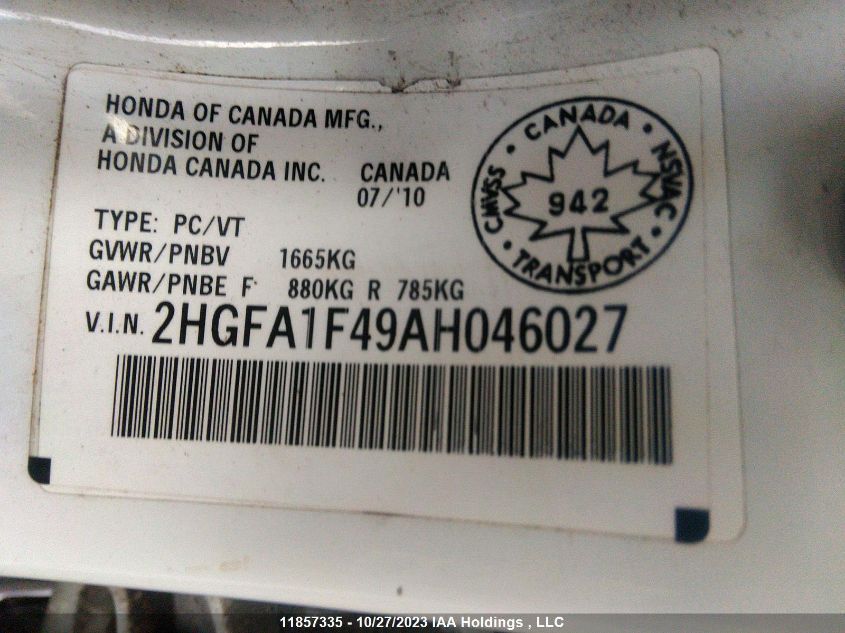 HONDA OF CANADA MFG.,
A DIVISION OF
HONDA CANADA INC. CANADA
07/'10
CANADA
CMVSS 942 NSVAC
TRANSPORT
TYPE: PC/VT
GVWR/PNBV 1665KG
GAWR/PNBE F 880KG R 785KG
V.I.N. 2HGFA1F49AH046027
11857335 - 10/27/2023 IAA Holdings , LLC